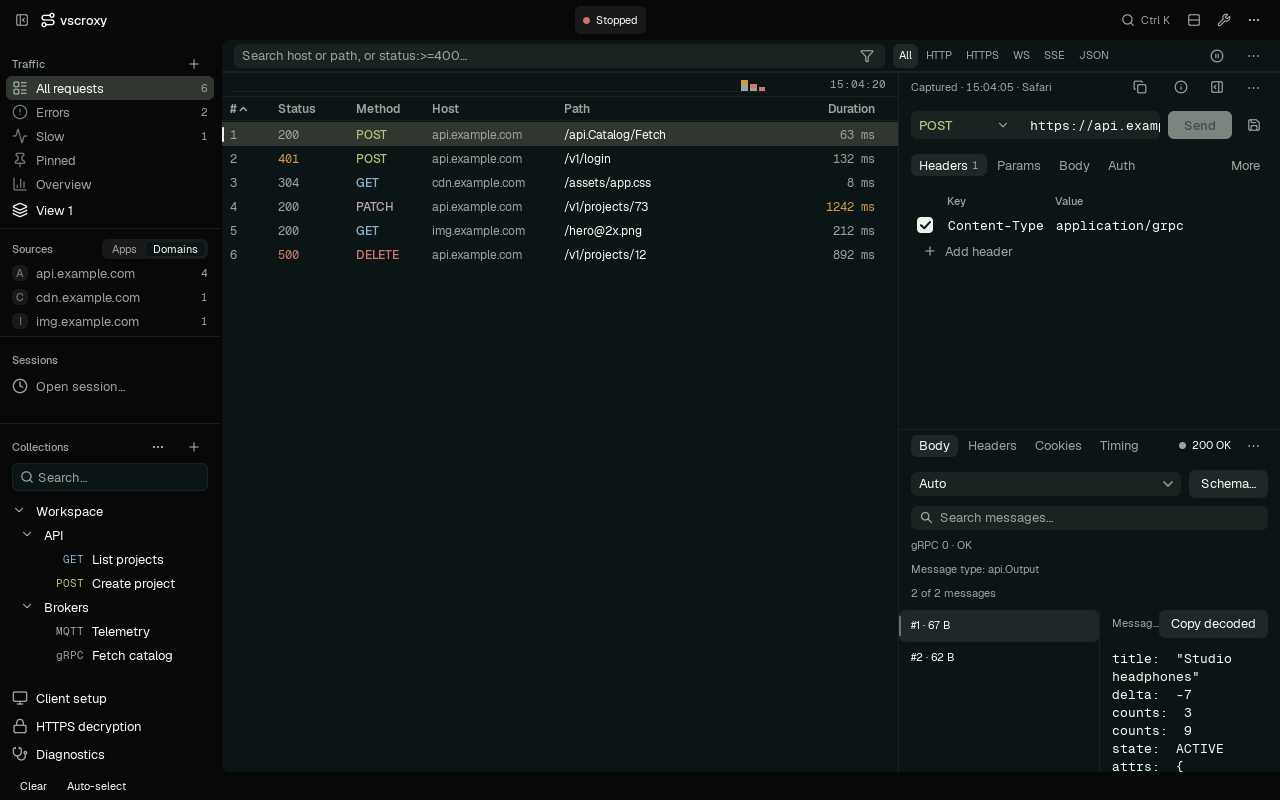 vscroxy
Stopped
Ctrl K
Traffic
All requests 6
Errors 2
Slow 1
Pinned
Overview
View 1
Sources Apps Domains
A api.example.com 4
C cdn.example.com 1
I img.example.com 1
Sessions
Open session…
Collections
Search…
Workspace
API
GET List projects
POST Create project
Brokers
MQTT Telemetry
gRPC Fetch catalog
Client setup
HTTPS decryption
Diagnostics
Clear Auto-select
Search host or path, or status:>=400…
All HTTP HTTPS WS SSE JSON
15:04:20
# Status Method Host Path Duration
1 200 POST api.example.com /api.Catalog/Fetch 63 ms
2 401 POST api.example.com /v1/login 132 ms
3 304 GET cdn.example.com /assets/app.css 8 ms
4 200 PATCH api.example.com /v1/projects/73 1242 ms
5 200 GET img.example.com /hero@2x.png 212 ms
6 500 DELETE api.example.com /v1/projects/12 892 ms
Captured · 15:04:05 · Safari
POST https://api.examp Send
Headers 1 Params Body Auth More
Key Value
Content-Type application/grpc
Add header
Body Headers Cookies Timing 200 OK
Auto Schema…
Search messages…
gRPC 0 · OK
Message type: api.Output
2 of 2 messages
#1 · 67 B
#2 · 62 B
Messag… Copy decoded
title: "Studio
headphones"
delta: -7
counts: 3
counts: 9
state: ACTIVE
attrs: {